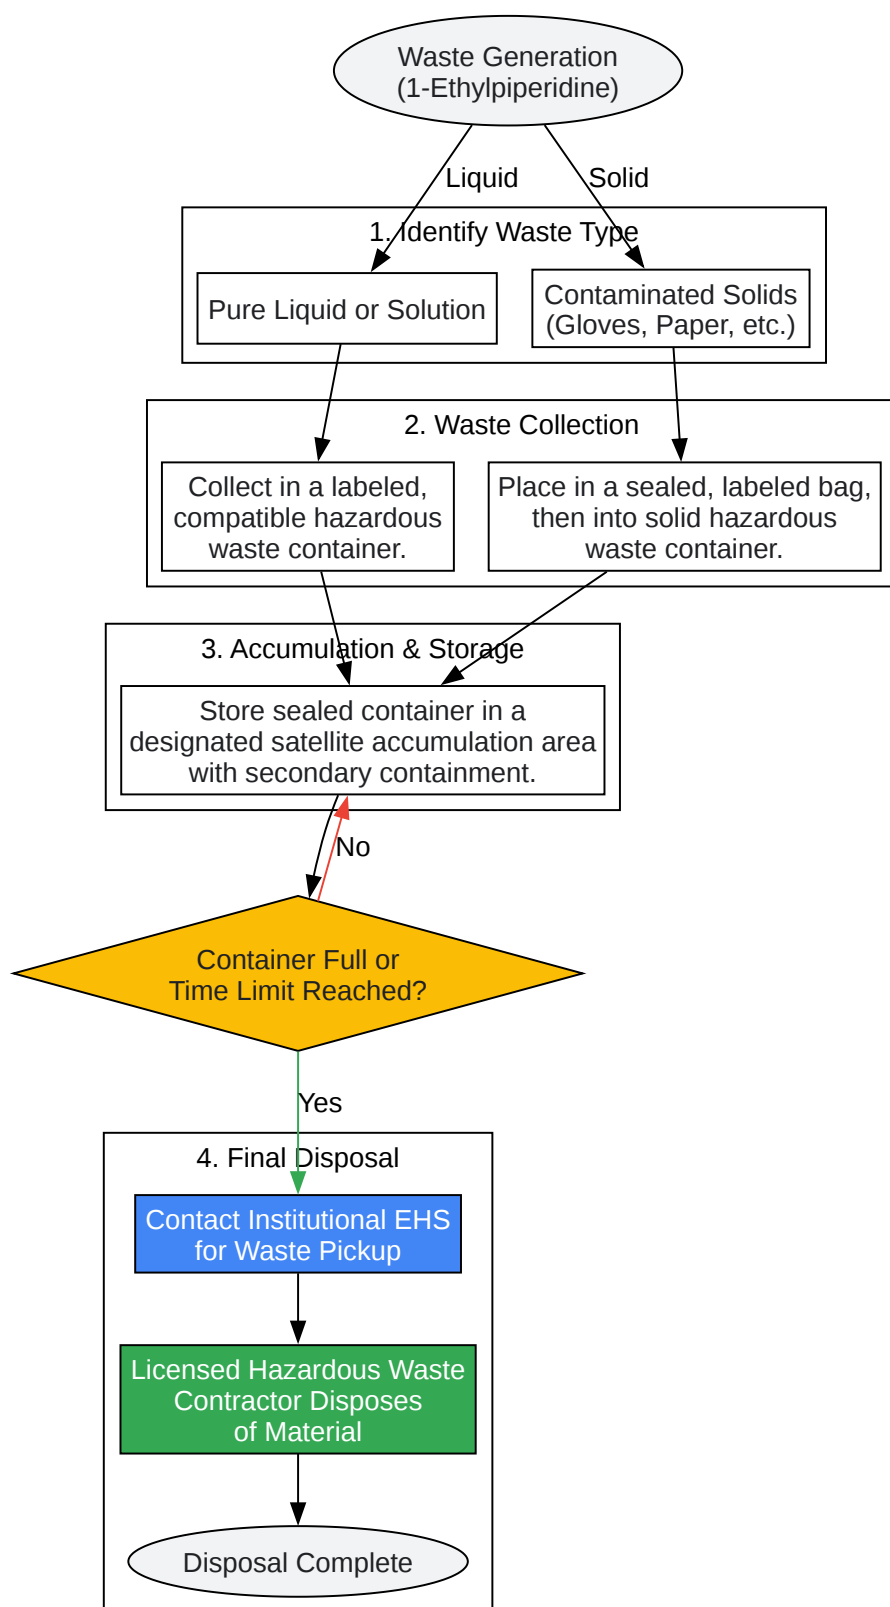 Waste Generation
(1-Ethylpiperidine)
Liquid
Solid
1. Identify Waste Type
Pure Liquid or Solution
Contaminated Solids
(Gloves, Paper, etc.)
2. Waste Collection
Collect in a labeled,
compatible hazardous
waste container.
Place in a sealed, labeled bag,
then into solid hazardous
waste container.
3. Accumulation & Storage
Store sealed container in a
designated satellite accumulation area
with secondary containment.
No
Container Full or
Time Limit Reached?
Yes
4. Final Disposal
Contact Institutional EHS
for Waste Pickup
Licensed Hazardous Waste
Contractor Disposes
of Material
Disposal Complete